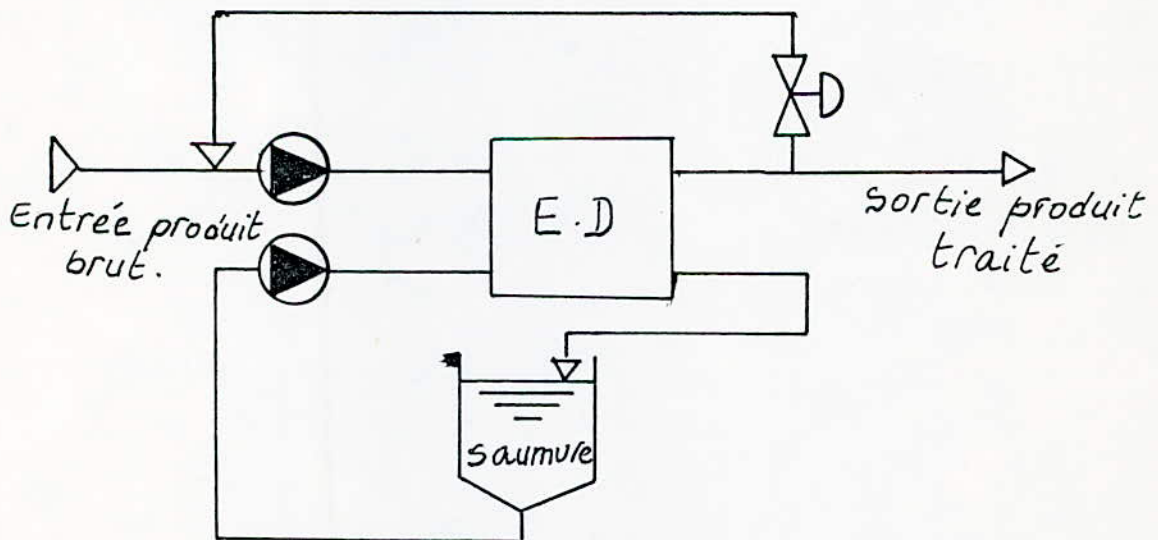 E.D
Entrée produit
brut.
Sortie produit
traité
saumure